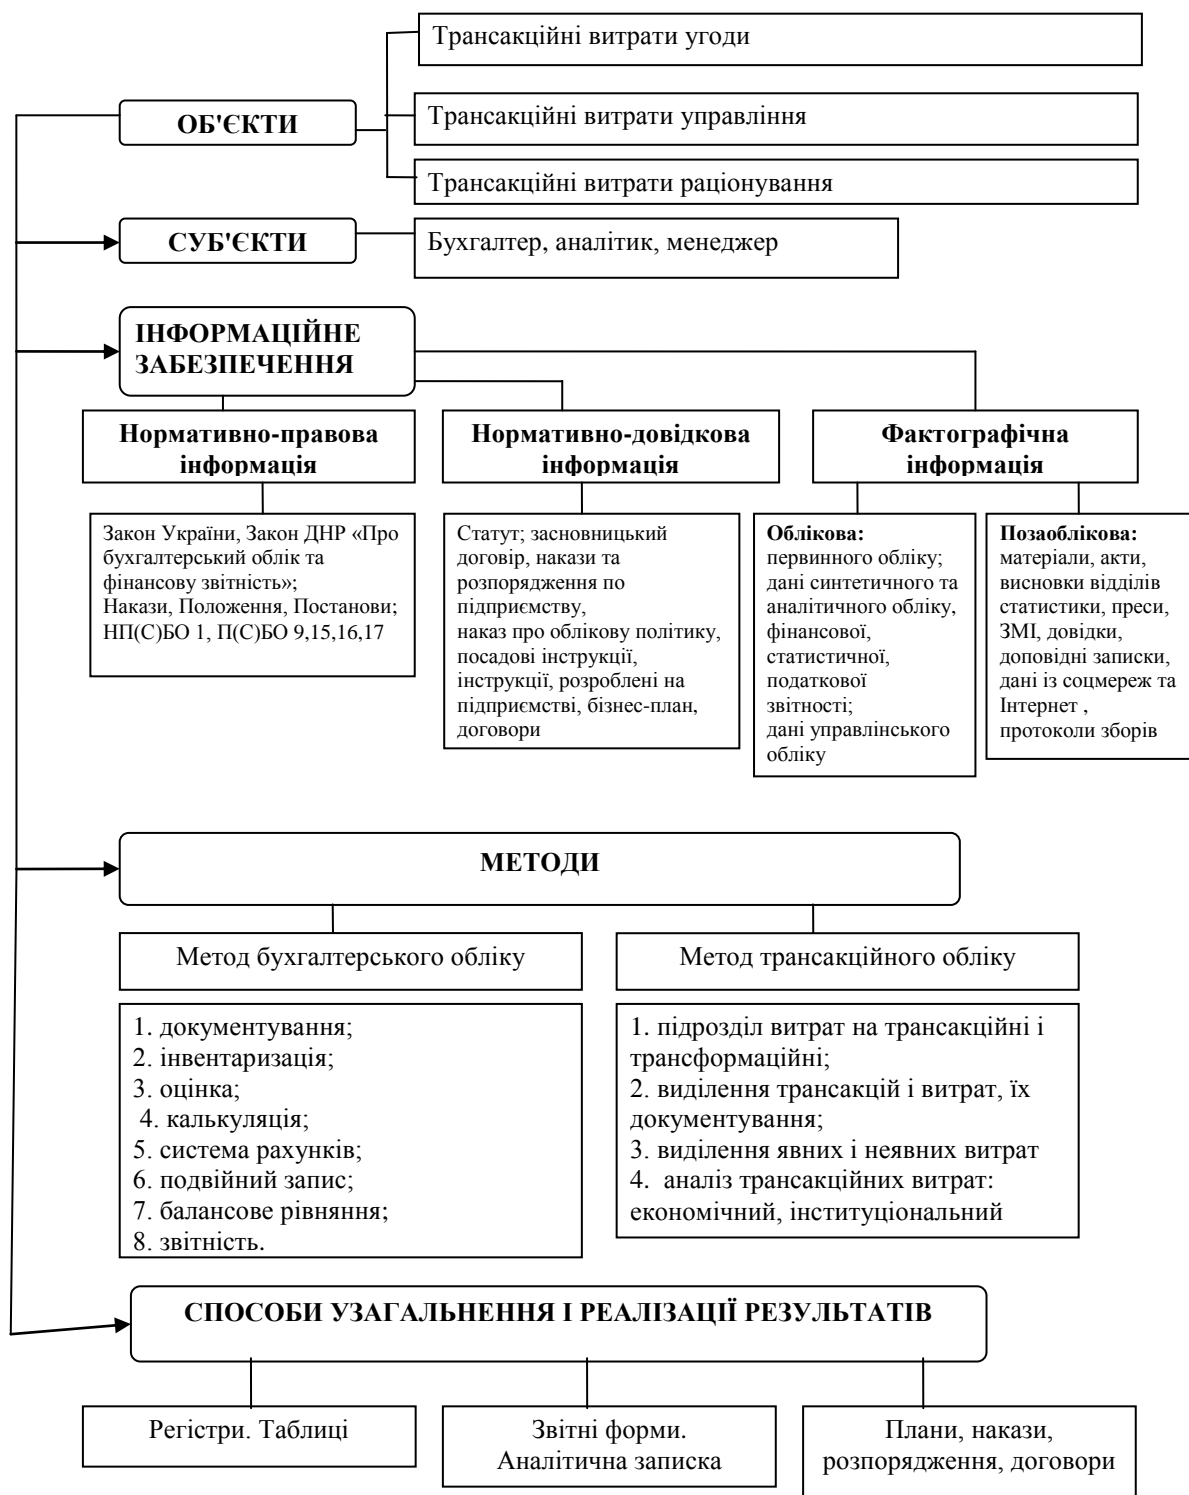 Трансакційні витрати угоди
ОБ'ЄКТИ
Трансакційні витрати управління
Трансакційні витрати раціонування
СУБ'ЄКТИ
Бухгалтер, аналітик, менеджер
ІНФОРМАЦІЙНЕ
ЗАБЕЗПЕЧЕННЯ
Нормативно-правова
інформація
Нормативно-довідкова
інформація
Фактографічна
інформація
Закон України, Закон ДНР «Про
бухгалтерський облік та
фінансову звітність»;
Накази, Положення, Постанови;
НП(С)БО 1, П(С)БО 9,15,16,17
Статут; засновницький
договір, накази та
розпорядження по
підприємству,
наказ про облікову політику,
посадові інструкції,
інструкції, розроблені на
підприємстві, бізнес-план,
договори
Облікова:
первинного обліку;
дані синтетичного та
аналітичного обліку,
фінансової,
статистичної,
податкової
звітності;
дані управлінського
обліку
Позаоблікова:
матеріали, акти,
висновки відділів
статистики, преси,
ЗМІ, довідки,
доповідні записки,
дані із соцмереж та
Інтернет ,
протоколи зборів
МЕТОДИ
Метод бухгалтерського обліку
Метод трансакційного обліку
1. документування;
2. інвентаризація;
3. оцінка;
4. калькуляція;
5. система рахунків;
6. подвійний запис;
7. балансове рівняння;
8. звітність.
1. підрозділ витрат на трансакційні і
трансформаційні;
2. виділення трансакцій і витрат, їх
документування;
3. виділення явних і неявних витрат
4. аналіз трансакційних витрат:
економічний, інституціональний
СПОСОБИ УЗАГАЛЬНЕННЯ І РЕАЛІЗАЦІЇ РЕЗУЛЬТАТІВ
Регістри. Таблиці
Звітні форми.
Аналітична записка
Плани, накази,
розпорядження, договори